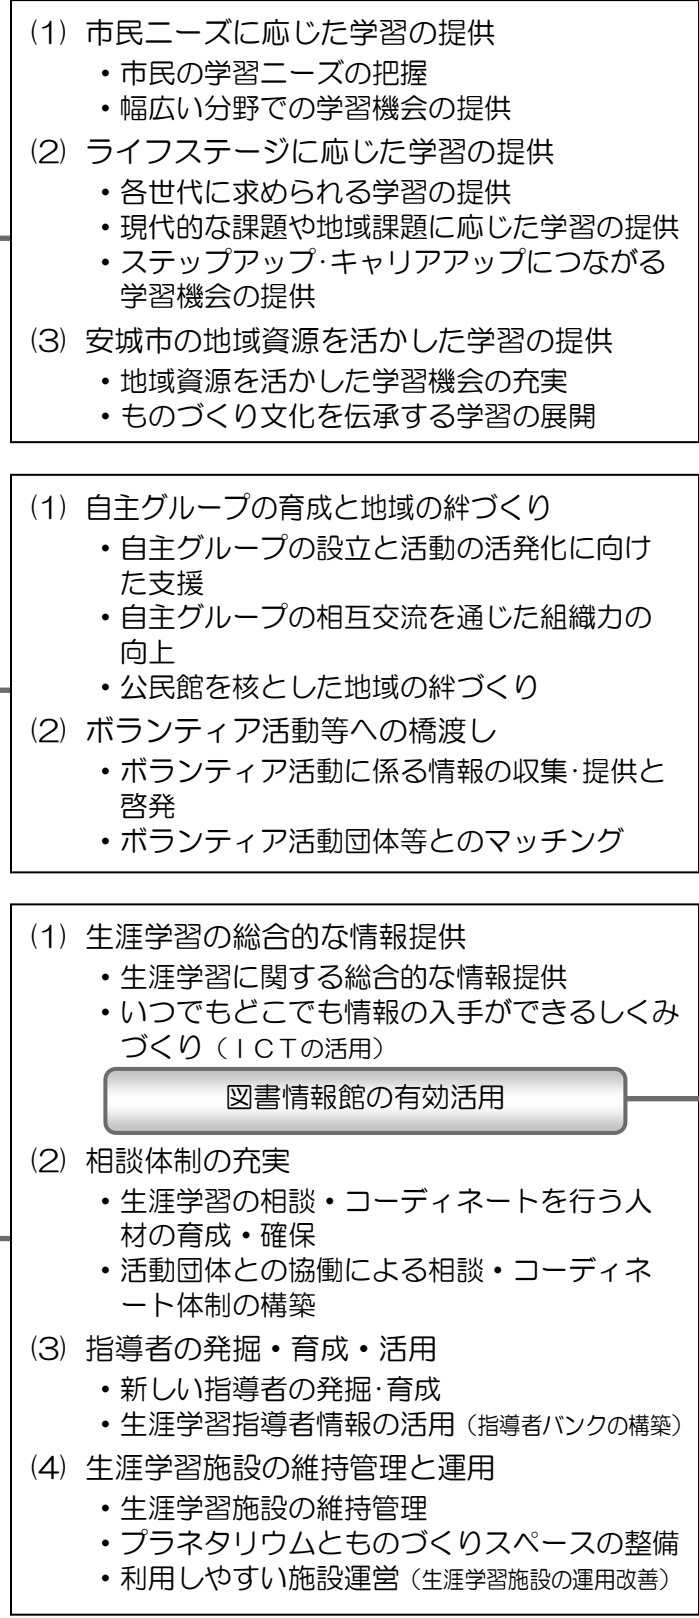 (1) 市民ニーズに応じた学習の提供
・市民の学習ニーズの把握
・幅広い分野での学習機会の提供
(2) ライフステージに応じた学習の提供
・各世代に求められる学習の提供
・現代的な課題や地域課題に応じた学習の提供
・ステップアップ・キャリアアップにつながる
学習機会の提供
(3) 安城市の地域資源を活かした学習の提供
・地域資源を活かした学習機会の充実
・ものづくり文化を伝承する学習の展開
(1) 自主グループの育成と地域の絆づくり
・自主グループの設立と活動の活発化に向け
た支援
・自主グループの相互交流を通じた組織力の
向上
・公民館を核とした地域の絆づくり
(2) ボランティア活動等への橋渡し
・ボランティア活動に係る情報の収集・提供と
啓発
・ボランティア活動団体等とのマッチング
(1) 生涯学習の総合的な情報提供
・生涯学習に関する総合的な情報提供
・いつでもどこでも情報の入手ができるしくみ
づくり（ＩＣＴの活用）
図書情報館の有効活用
(2) 相談体制の充実
・生涯学習の相談・コーディネートを行う人
材の育成・確保
・活動団体との協働による相談・コーディネ
ート体制の構築
(3) 指導者の発掘・育成・活用
・新しい指導者の発掘・育成
・生涯学習指導者情報の活用（指導者バンクの構築）
(4) 生涯学習施設の維持管理と運用
・生涯学習施設の維持管理
・プラネタリウムとものづくりスペースの整備
・利用しやすい施設運営（生涯学習施設の運用改善）